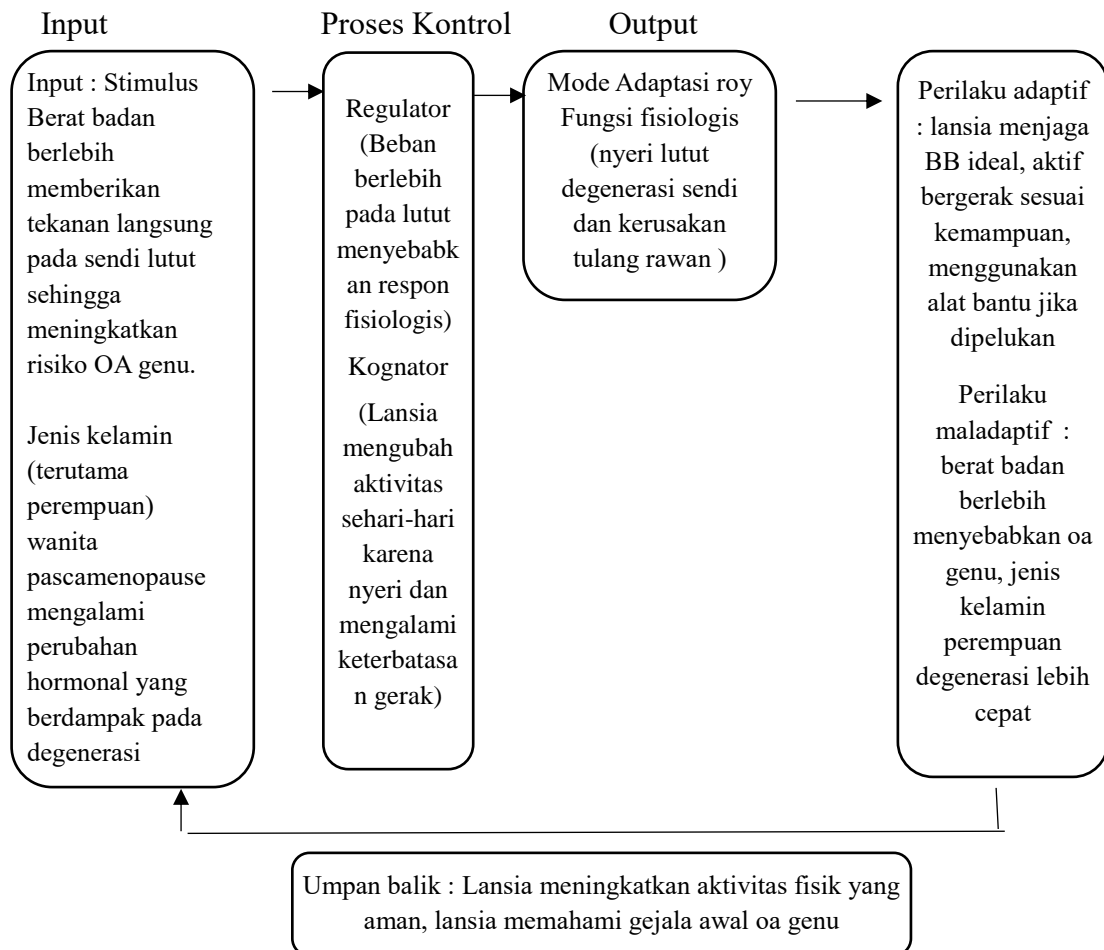 Input
Proses Kontrol
Output
Input : Stimulus
Berat badan
berlebih
memberikan
tekanan langsung
pada sendi lutut
sehingga
meningkatkan
risiko OA genu.
Jenis kelamin
(terutama
perempuan)
wanita
pascamenopause
mengalami
perubahan
hormonal yang
berdampak pada
degenerasi
Regulator
(Beban
berlebih
pada lutut
menyebabk
an respon
fisiologis)
Kognator
(Lansia
mengubah
aktivitas
sehari-hari
karena
nyeri dan
mengalami
keterbatasa
n gerak)
Mode Adaptasi roy
Fungsi fisiologis
(nyeri lutut
degenerasi sendi
dan kerusakan
tulang rawan )
Perilaku adaptif
: lansia menjaga
BB ideal, aktif
bergerak sesuai
kemampuan,
menggunakan
alat bantu jika
dipelukan
Perilaku
maladaptif :
berat badan
berlebih
menyebabkan oa
genu, jenis
kelamin
perempuan
degenerasi lebih
cepat
Umpan balik : Lansia meningkatkan aktivitas fisik yang
aman, lansia memahami gejala awal oa genu